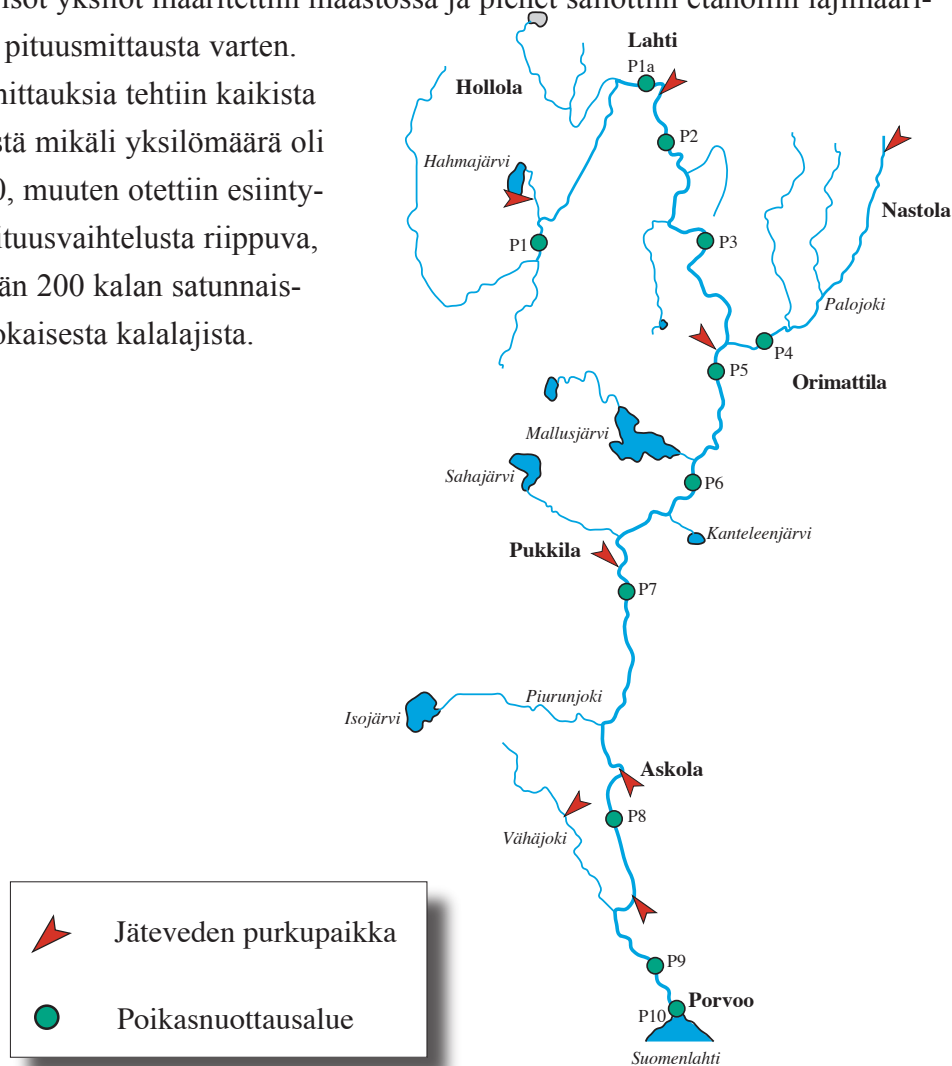 sot yksilöt määritettiin maastossa ja pienet säilöttiin etanoliin lajimääri-
pituusmittausta varten.
mittauksia tehtiin kaikista
stä mikäli yksilömäärä oli
0, muuten otettiin esiinty-
ituusvaihtelusta riippuva,
än 200 kalan satunnais-
okaisesta kalalajista.
Lahti
P1a
Hollola
P2
Hahmajärvi
Nastola
P1
P3
Palojoki
P4
P5
Orimattila
Mallusjärvi
Sahajärvi
P6
Kanteleenjärvi
Pukkila
P7
Piurunjoki
Isojärvi
Askola
P8
Vähäjoki
P9
Porvoo
P10
Suomenlahti
Jäteveden purkupaikka
Poikasnuottausalue